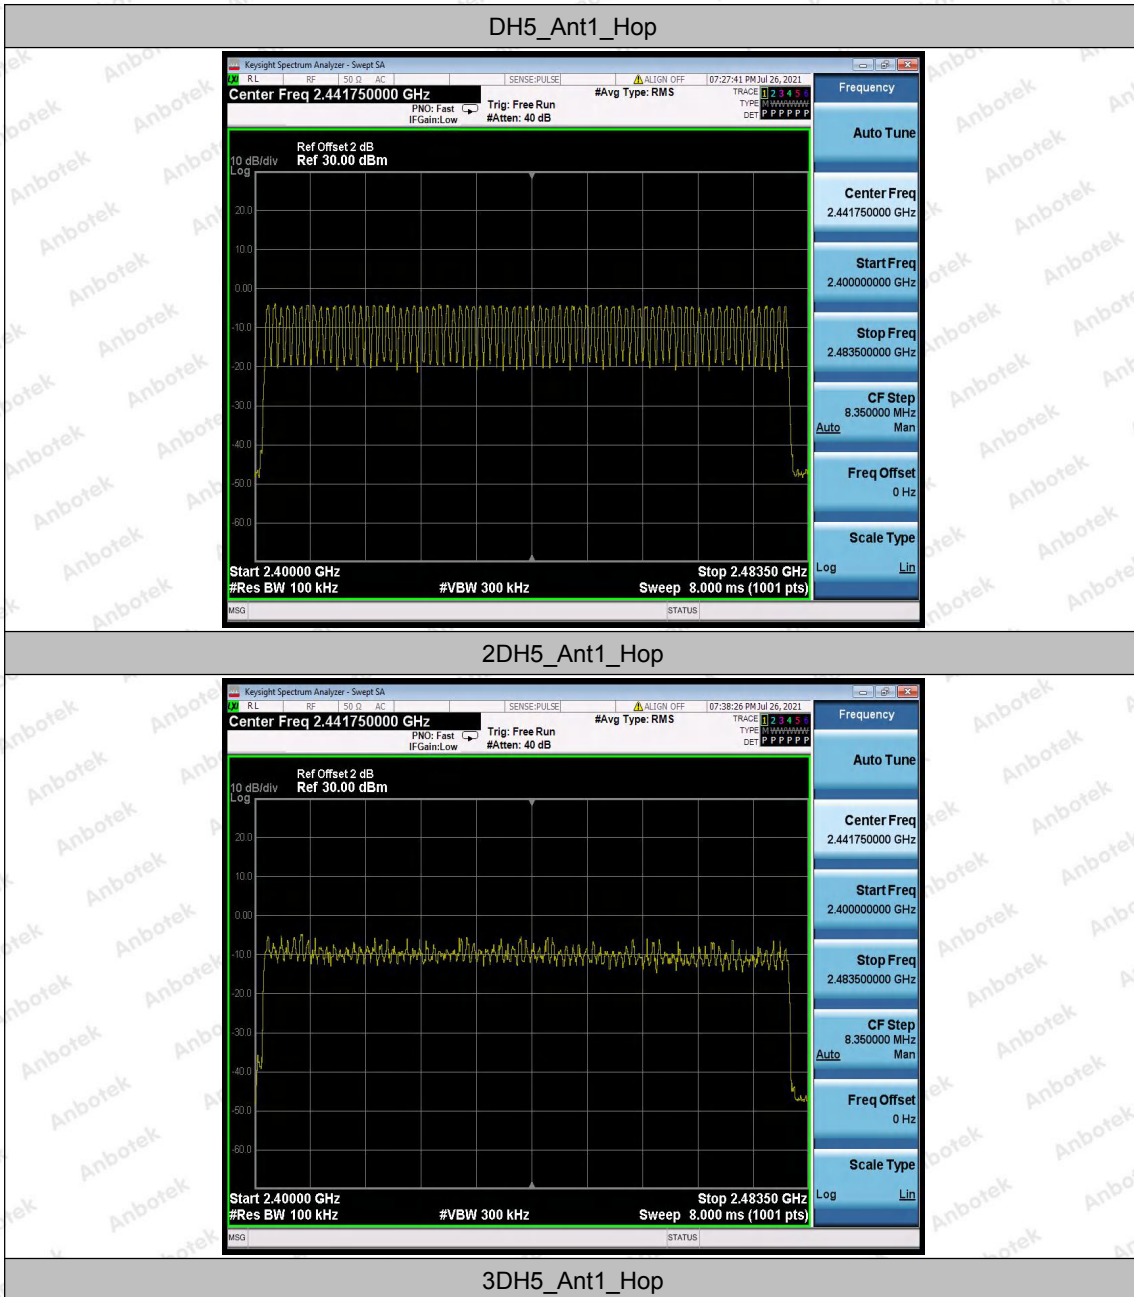 DH5_Ant1_Hop
Keysight Spectrum Analyzer - Swept SA
RL RF 50 Ω AC SENSE:PULSE ALIGN OFF 07:27:41 PM Jul 26, 2021
Center Freq 2.441750000 GHz #Avg Type: RMS TRACE 1 2 3 4 5 6
PNO: Fast Trig: Free Run TYPE M WWWWW
IFGain:Low #Atten: 40 dB DET P P P P P P
Frequency
Auto Tune
Center Freq
2.441750000 GHz
Start Freq
2.400000000 GHz
Stop Freq
2.483500000 GHz
CF Step
8.350000 MHz
Auto Man
Freq Offset
0 Hz
Scale Type
Log Lin
Ref Offset 2 dB
10 dB/div Ref 30.00 dBm
Log
20.0
10.0
0.00
-10.0
-20.0
-30.0
-40.0
-50.0
-60.0
Start 2.40000 GHz Stop 2.48350 GHz
#Res BW 100 kHz #VBW 300 kHz Sweep 8.000 ms (1001 pts)
MSG STATUS
2DH5_Ant1_Hop
Keysight Spectrum Analyzer - Swept SA
RL RF 50 Ω AC SENSE:PULSE ALIGN OFF 07:38:26 PM Jul 26, 2021
Center Freq 2.441750000 GHz #Avg Type: RMS TRACE 1 2 3 4 5 6
PNO: Fast Trig: Free Run TYPE M WWWWW
IFGain:Low #Atten: 40 dB DET P P P P P P
Frequency
Auto Tune
Center Freq
2.441750000 GHz
Start Freq
2.400000000 GHz
Stop Freq
2.483500000 GHz
CF Step
8.350000 MHz
Auto Man
Freq Offset
0 Hz
Scale Type
Log Lin
Ref Offset 2 dB
10 dB/div Ref 30.00 dBm
Log
20.0
10.0
0.00
-10.0
-20.0
-30.0
-40.0
-50.0
-60.0
Start 2.40000 GHz Stop 2.48350 GHz
#Res BW 100 kHz #VBW 300 kHz Sweep 8.000 ms (1001 pts)
MSG STATUS
3DH5_Ant1_Hop
Anbotek